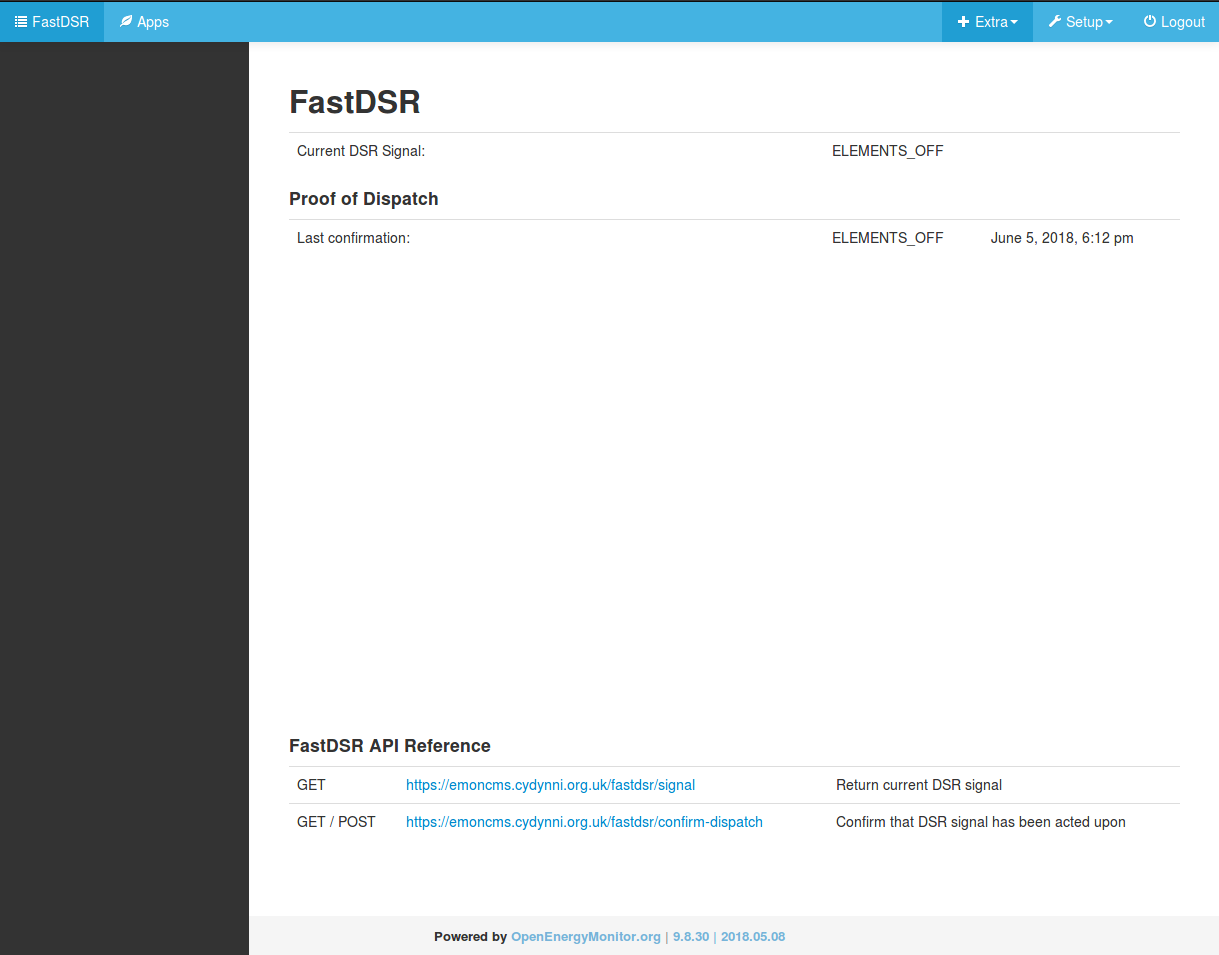 FastDSR Apps Extra Setup Logout
FastDSR
Current DSR Signal: ELEMENTS_OFF
Proof of Dispatch
Last confirmation: ELEMENTS_OFF June 5, 2018, 6:12 pm
FastDSR API Reference
GET https://emoncms.cydynni.org.uk/fastdsr/signal Return current DSR signal
GET / POST https://emoncms.cydynni.org.uk/fastdsr/confirm-dispatch Confirm that DSR signal has been acted upon
Powered by OpenEnergyMonitor.org | 9.8.30 | 2018.05.08